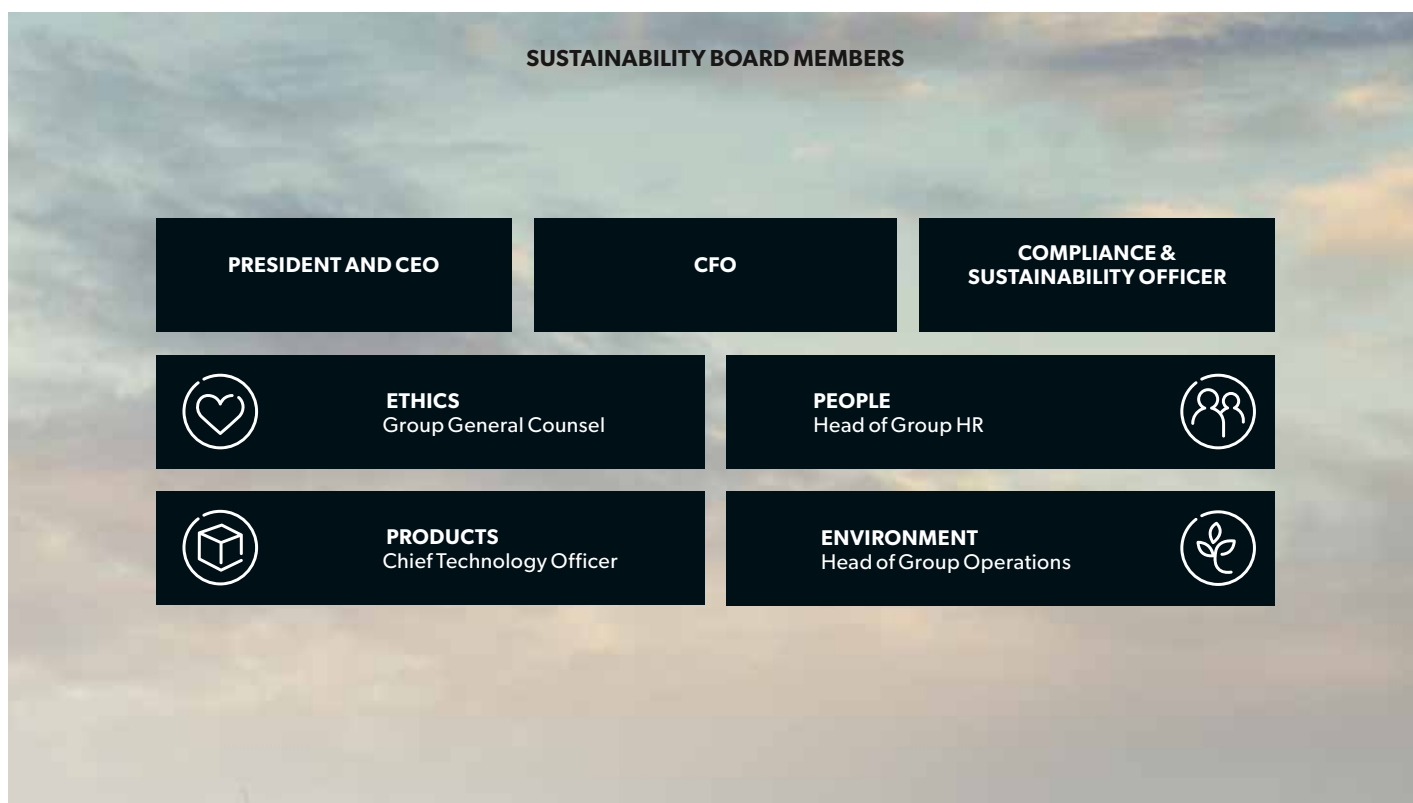 SUSTAINABILITY BOARD MEMBERS
PRESIDENT AND CEO
CFO
COMPLIANCE &
SUSTAINABILITY OFFICER
ETHICS
Group General Counsel
PEOPLE
Head of Group HR
PRODUCTS
Chief Technology Officer
ENVIRONMENT
Head of Group Operations